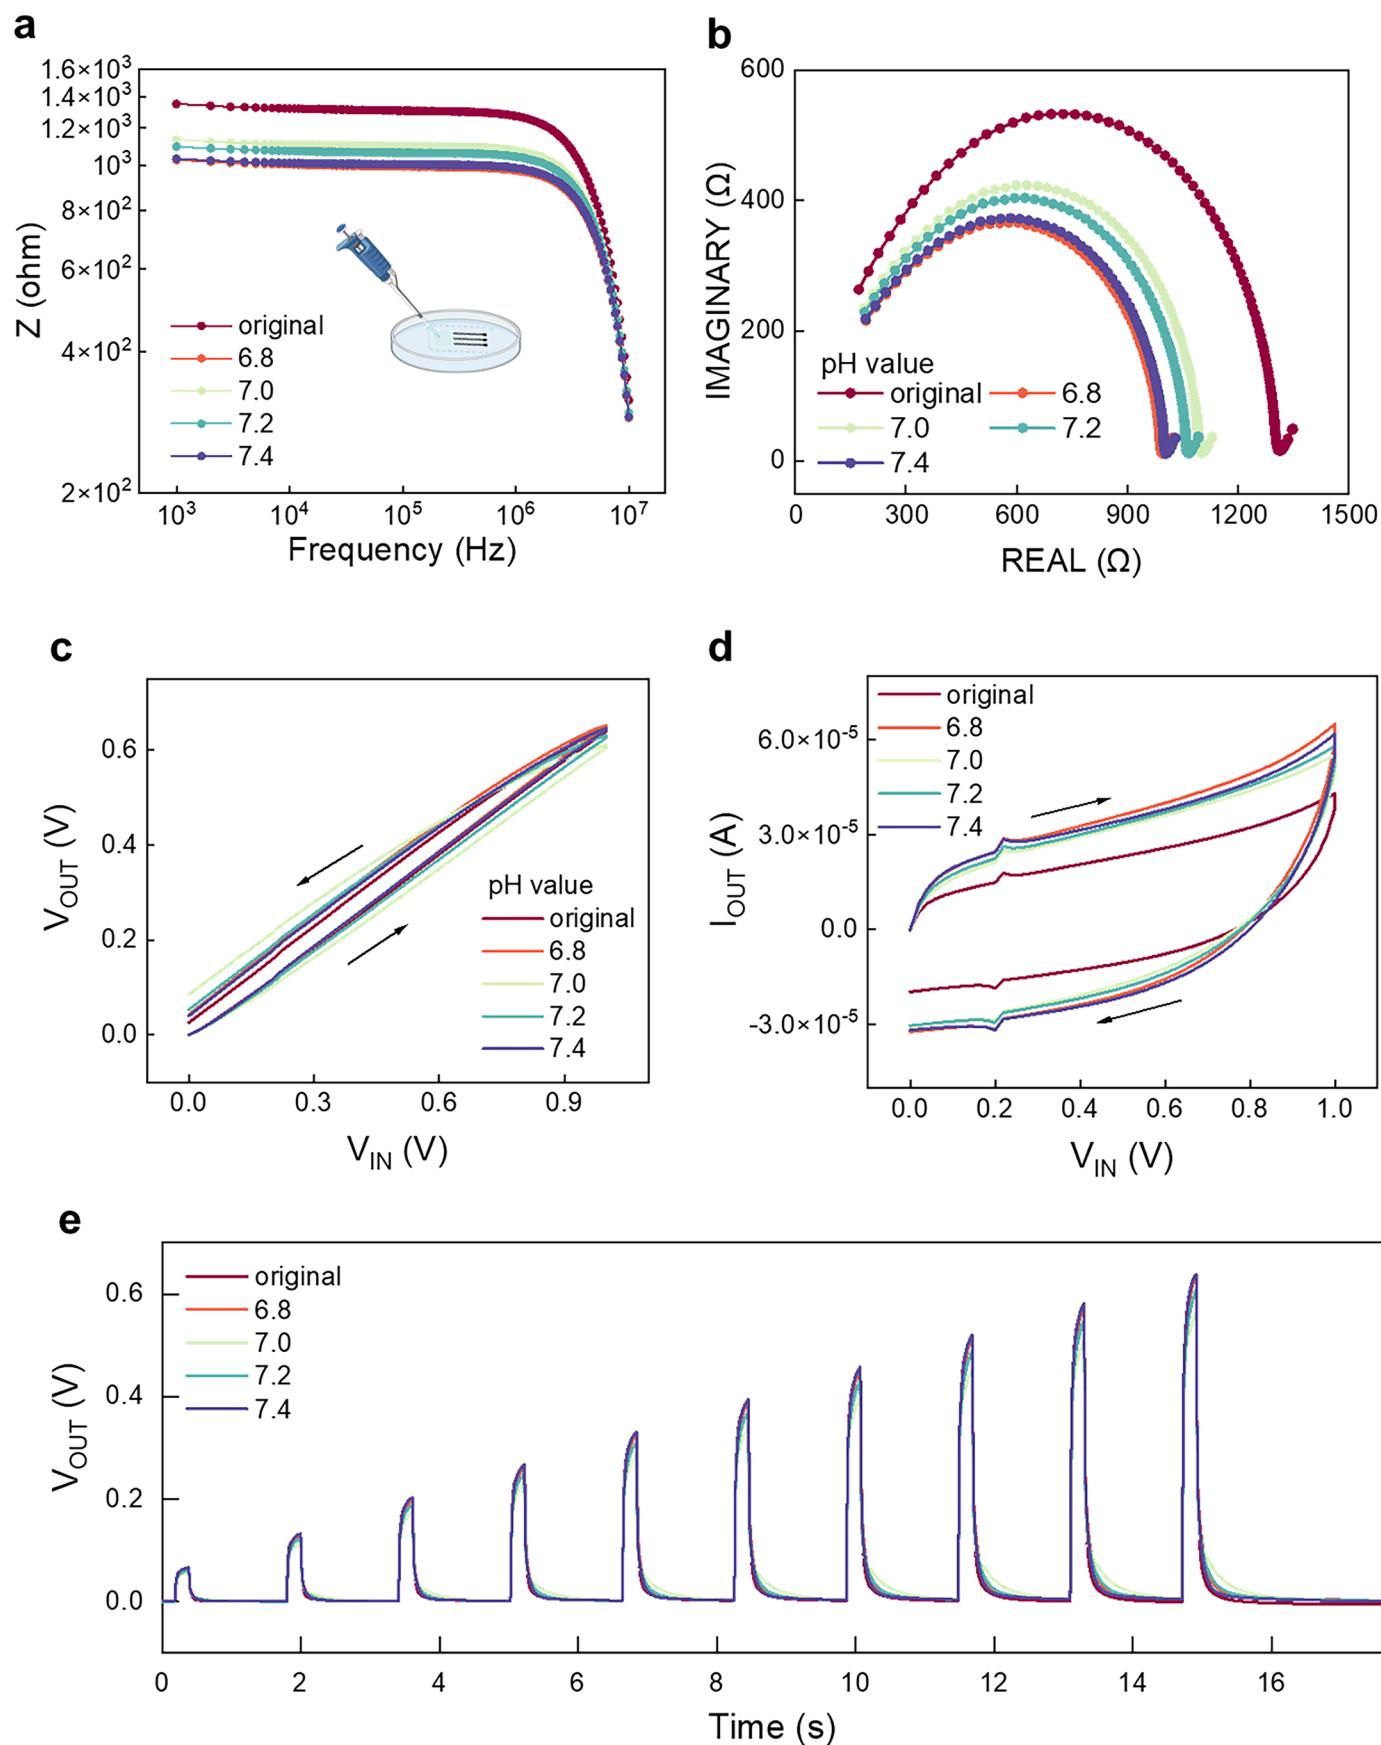 a
Z (ohm)
1.6×10³
1.4×10³
1.2×10³
10³
8×10²
6×10²
4×10²
2×10²
original
6.8
7.0
7.2
7.4
10³ 10⁴ 10⁵ 10⁶ 10⁷
Frequency (Hz)
b
IMAGINARY (Ω)
600
400
200
0
pH value
original 6.8
7.0 7.2
7.4
0 300 600 900 1200 1500
REAL (Ω)
c
V_OUT (V)
0.6
0.4
0.2
0.0
pH value
original
6.8
7.0
7.2
7.4
0.0 0.3 0.6 0.9
V_IN (V)
d
I_OUT (A)
original
6.8
7.0
7.2
7.4
6.0×10⁻⁵
3.0×10⁻⁵
0.0
-3.0×10⁻⁵
0.0 0.2 0.4 0.6 0.8 1.0
V_IN (V)
e
V_OUT (V)
0.6
0.4
0.2
0.0
original
6.8
7.0
7.2
7.4
0 2 4 6 8 10 12 14 16
Time (s)